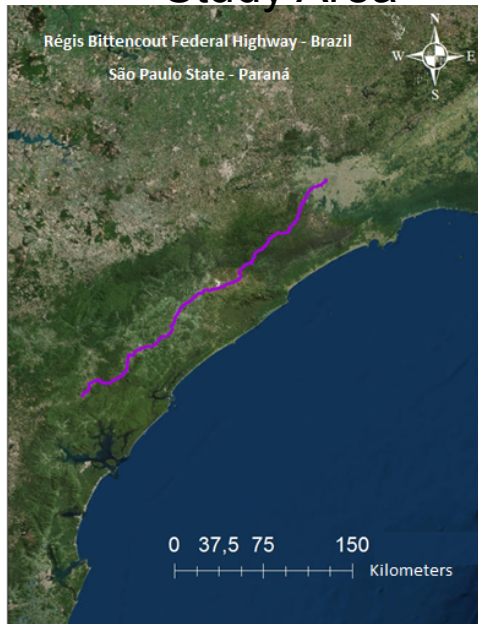 Study Area
Régis Bittencout Federal Highway - Brazil
São Paulo State - Paraná
N
W E
S
0 37,5 75 150
Kilometers